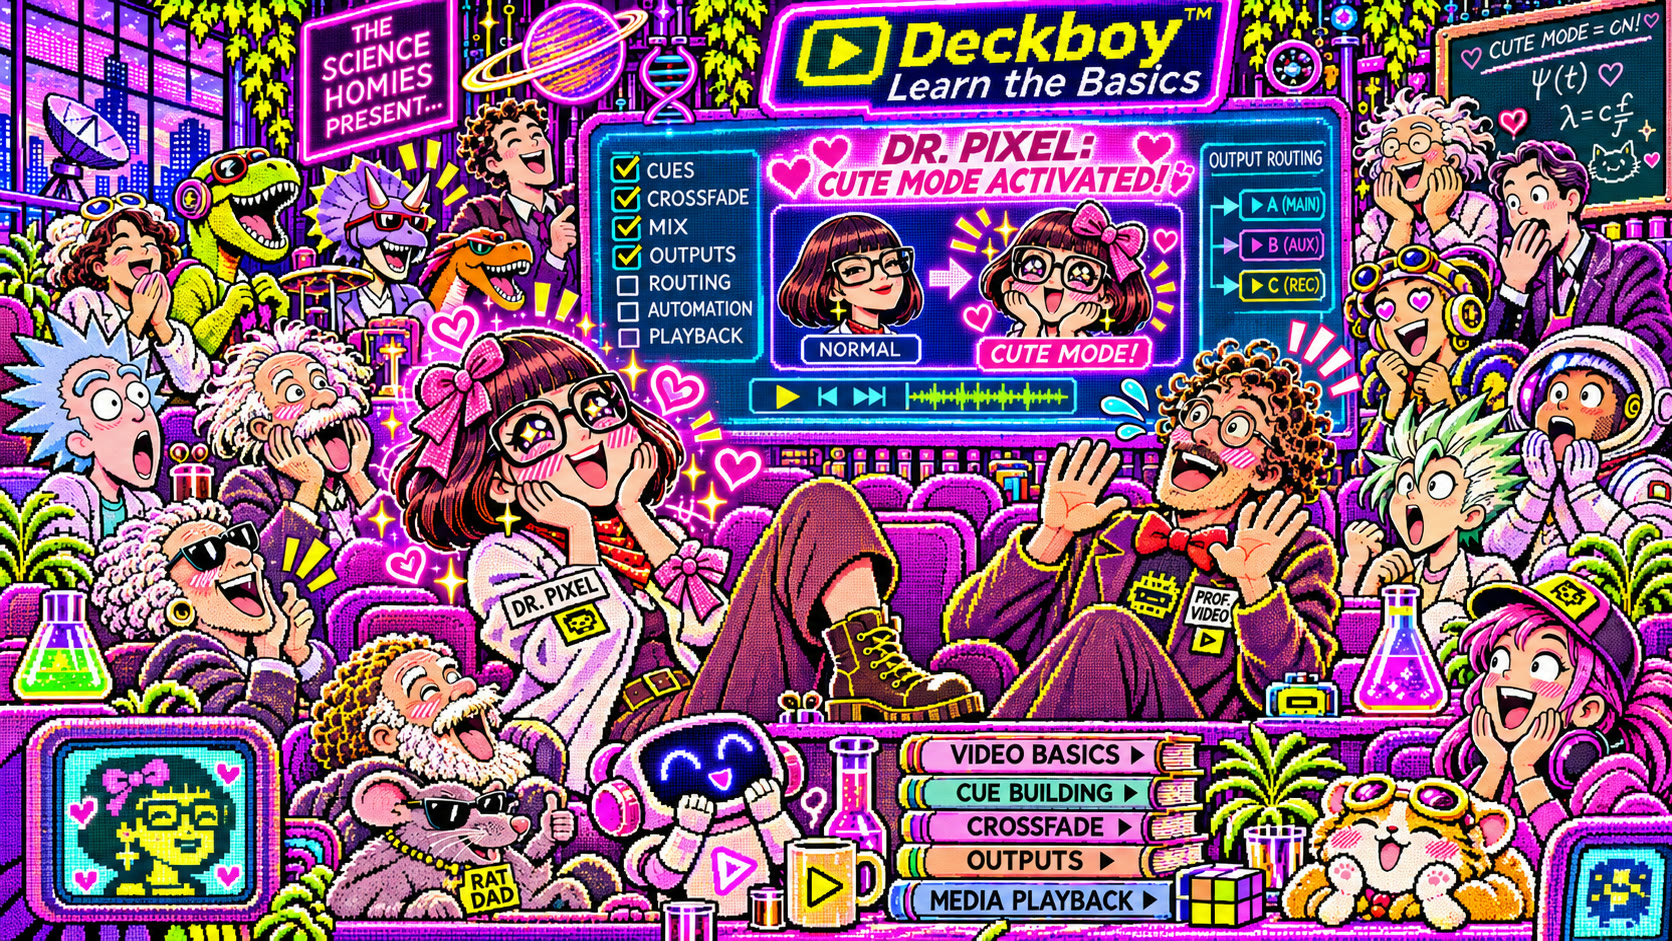 THE
SCIENCE
HOMIES
PRESENT...
Deckboy™
Learn the Basics
CUTE MODE = ON!
ψ(t)
λ = c f/J
CUES
CROSSFADE
MIX
OUTPUTS
ROUTING
AUTOMATION
PLAYBACK
DR. PIXEL:
CUTE MODE ACTIVATED!
NORMAL
CUTE MODE!
OUTPUT ROUTING
A (MAIN)
B (AUX)
C (REC)
DR. PIXEL
PROF.
VIDEO
RAT
DAD
VIDEO BASICS
CUE BUILDING
CROSSFADE
OUTPUTS
MEDIA PLAYBACK